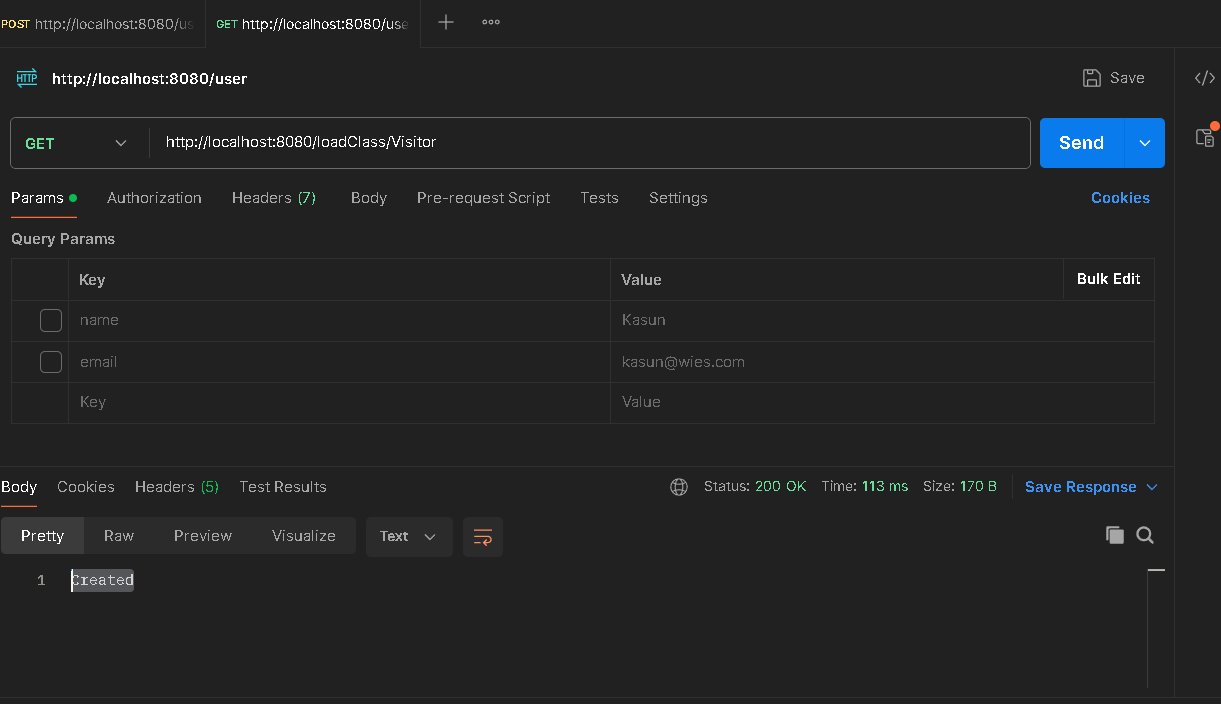 POST http://localhost:8080/us GET http://localhost:8080/use
HTTP http://localhost:8080/user Save
GET http://localhost:8080/loadClass/Visitor Send
Params Authorization Headers (7) Body Pre-request Script Tests Settings Cookies
Query Params
Key Value Bulk Edit
name Kasun
email kasun@wies.com
Key Value
Body Cookies Headers (5) Test Results Status: 200 OK Time: 113 ms Size: 170 B Save Response
Pretty Raw Preview Visualize Text
1 Created